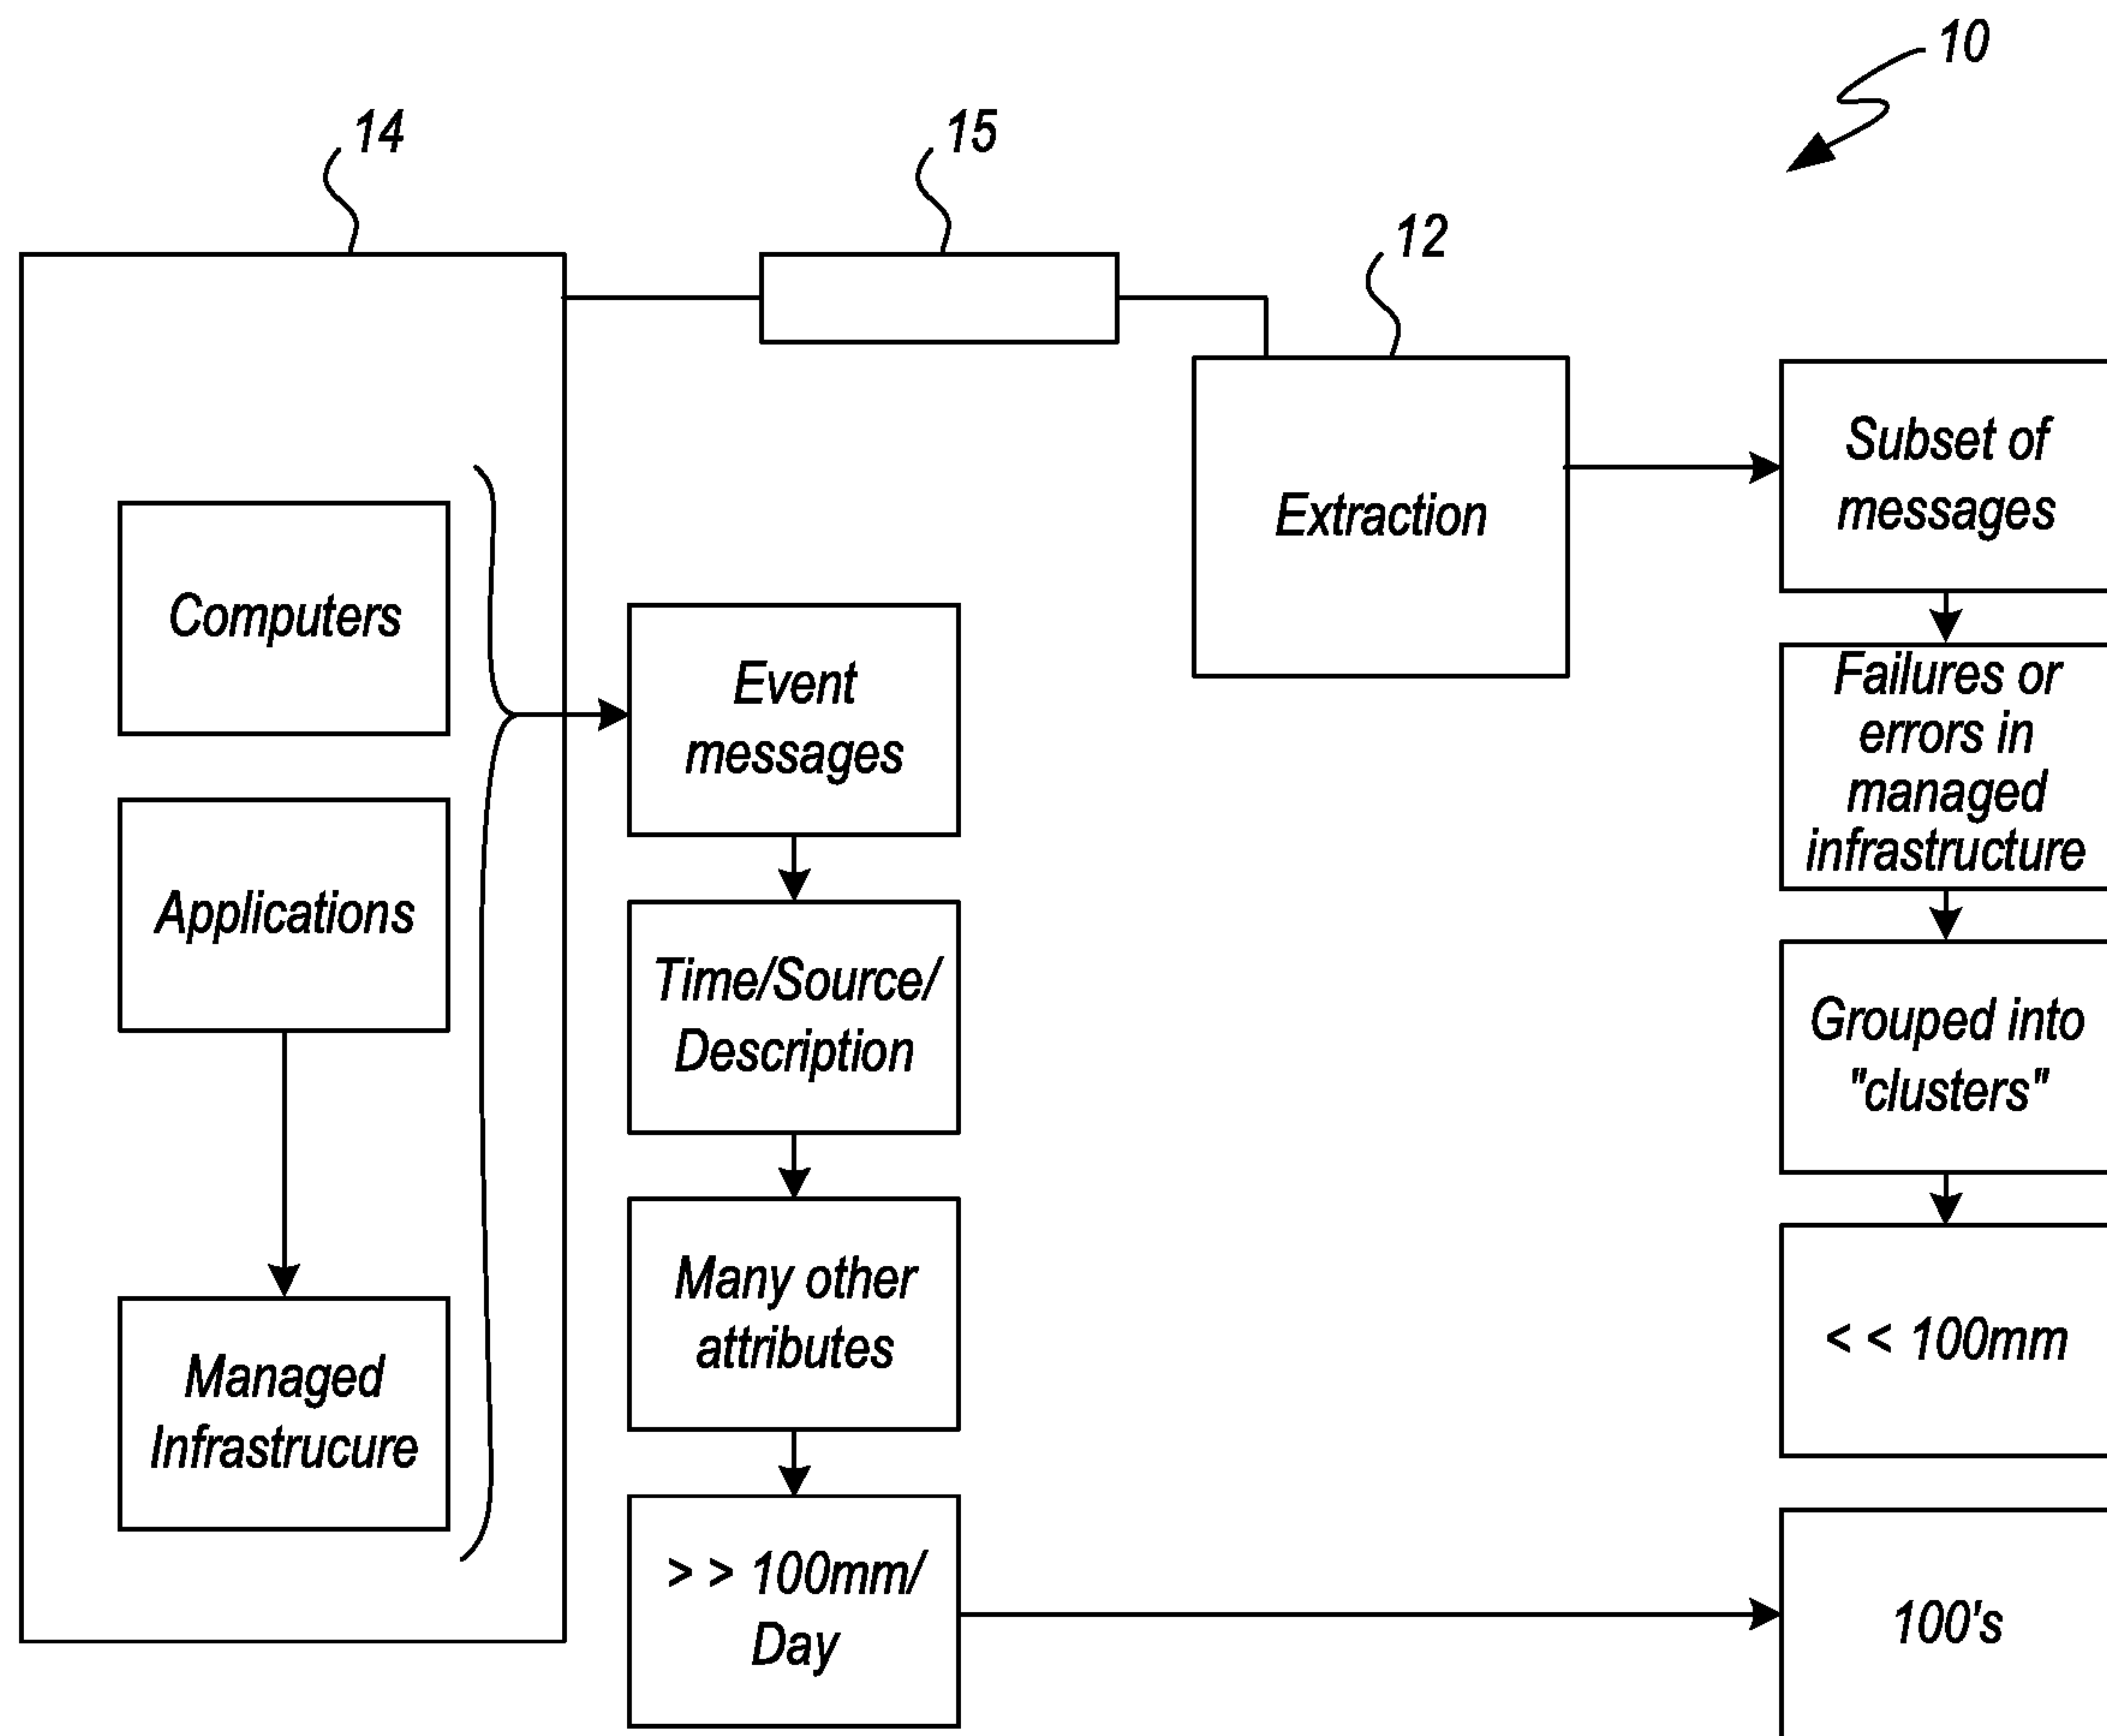 10
14
15
12
Computers
Applications
Managed
Infrastrucure
Event
messages
Time/Source/
Description
Many other
attributes
> > 100mm/
Day
Extraction
Subset of
messages
Failures or
errors in
managed
infrastructure
Grouped into
"clusters"
< < 100mm
100's